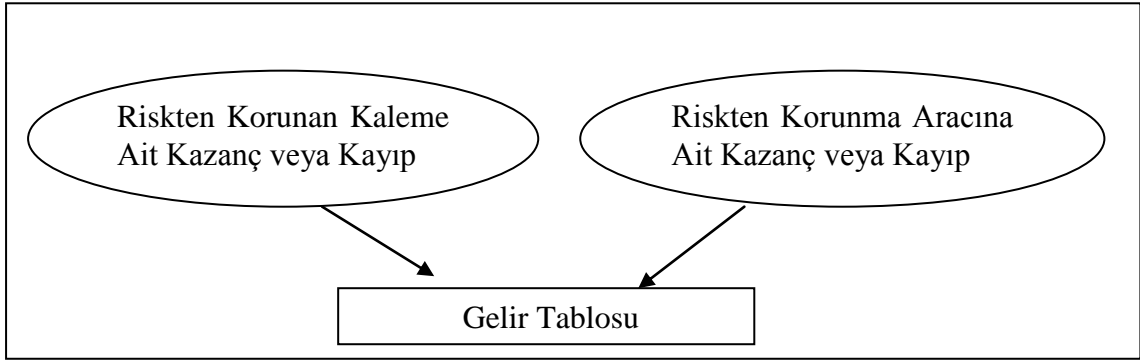 Riskten Korunan Kaleme
Ait Kazanç veya Kayıp
Riskten Korunma Aracına
Ait Kazanç veya Kayıp
Gelir Tablosu